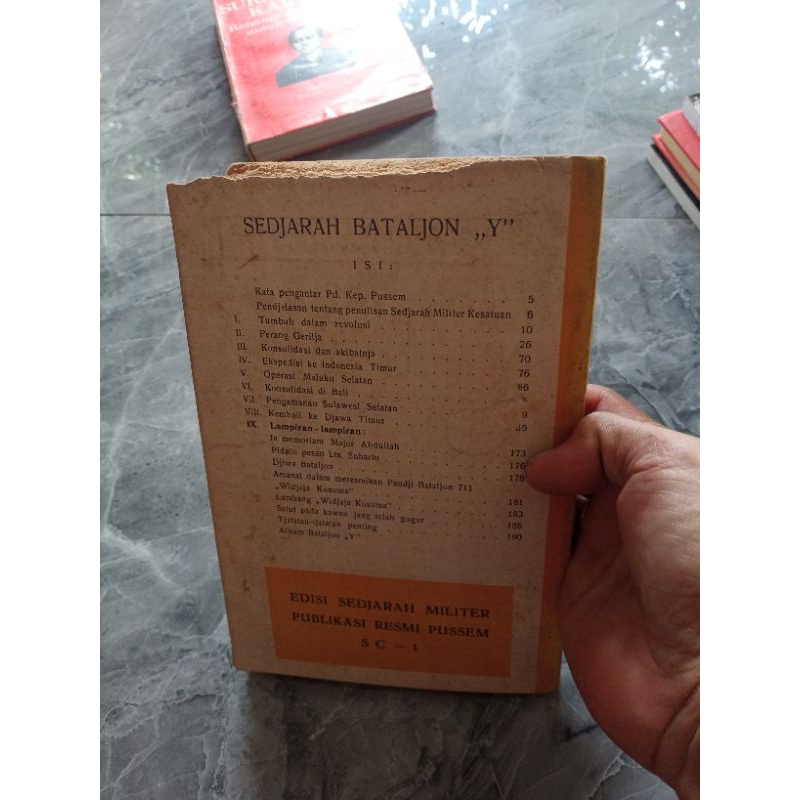 SEDJARAH BATALJON „Y"
ISI:
Kata pengantar Pd. Kep. Pussem . . . . . . . . 5
Pendjelasan tentang penulisan Sedjarah Militer Kesatuan 6
I. Tumbuh dalam revolusi . . . . . . . . 10
II. Perang Gerilja . . . . . . . . 26
III. Konsolidasi dan akibatnja . . . . . . . . 70
IV. Ekspedisi ke Indonesia Timur . . . . . . . . 76
V. Operasi Maluku Selatan . . . . . . . . 86
VI. Konsolidasi di Bali . . . . . . . .
VII. Pengamanan Sulawesi Selatan . . . . . . . . 9
VIII. Kembali ke Djawa Timur . . . . . . . . 65
IX. Lampiran-lampiran:
In memoriam Major Abdullah . . . . . . . . 173
Pidato pesan Lts. Suharin . . . . . . . . 176
Djiwa Bataljon . . . . . . . . 178
Amanat dalam meresmikan Pandji Bataljon 711
„Widjaja Kusuma" . . . . . . . . 181
Lambang „Widjaja Kusuma" . . . . . . . . 183
Salut pada kawan jang telah gugur . . . . . . . . 186
Tjatatan-tjatatan penting . . . . . . . . 190
Album Bataljon „Y"
EDISI SEDJARAH MILITER
PUBLIKASI RESMI PUSSEM
SC — 1